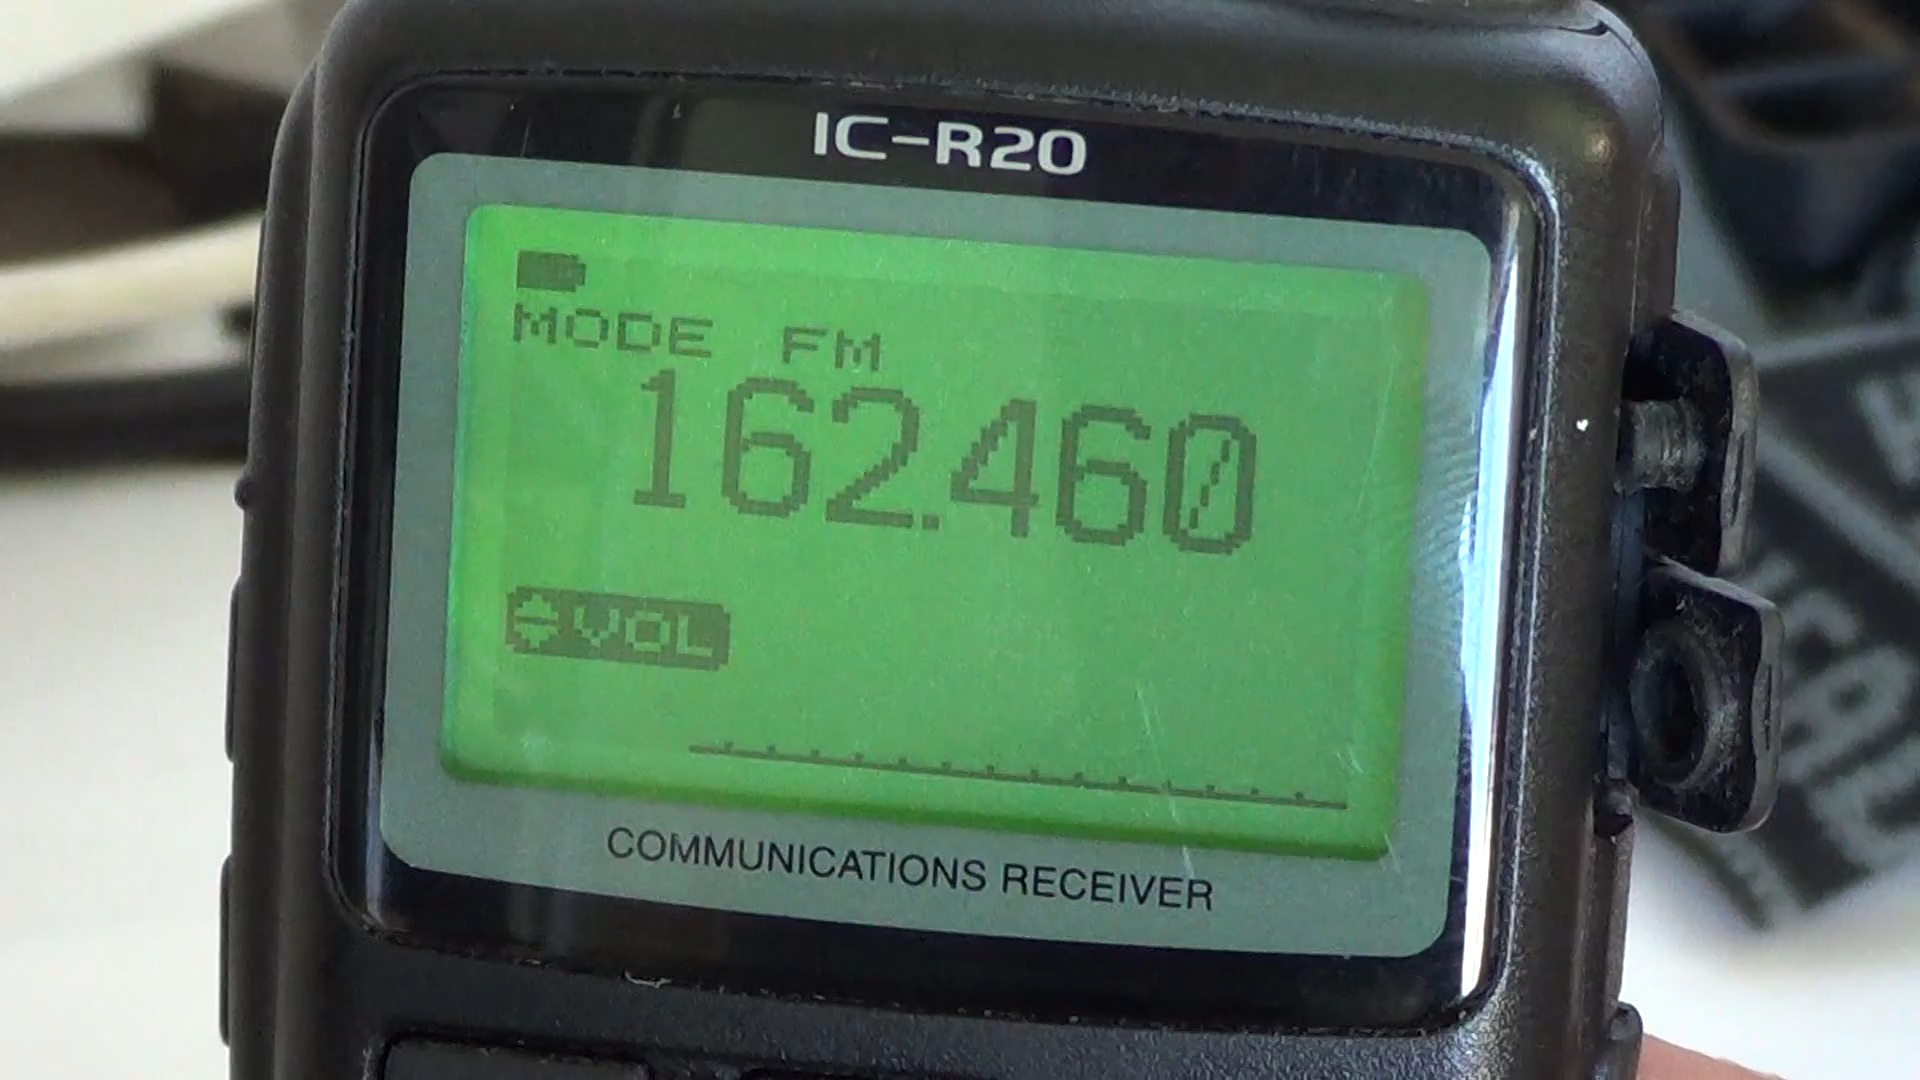 IC-R20
MODE FM
162.460
VOL
COMMUNICATIONS RECEIVER